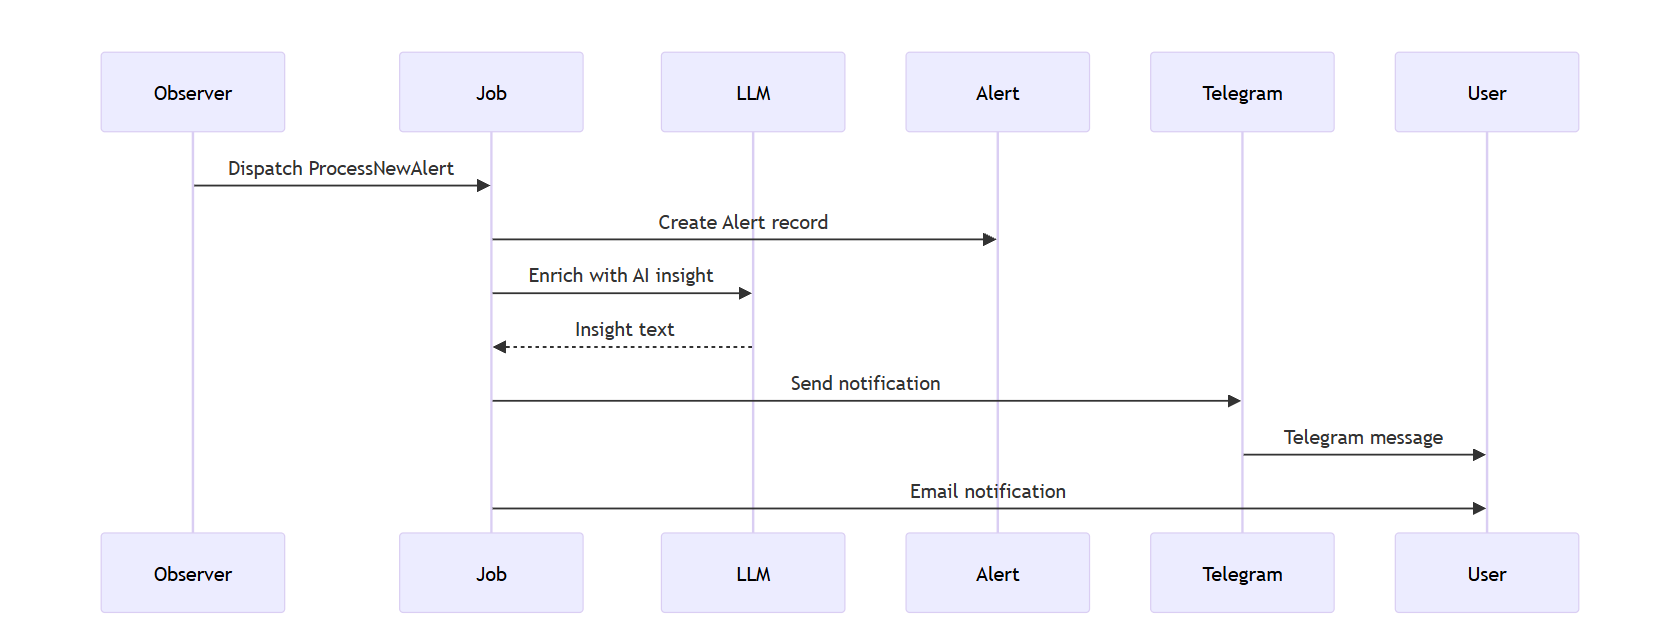 Observer
Job
LLM
Alert
Telegram
User
Dispatch ProcessNewAlert
Create Alert record
Enrich with AI insight
Insight text
Send notification
Telegram message
Email notification
Observer
Job
LLM
Alert
Telegram
User